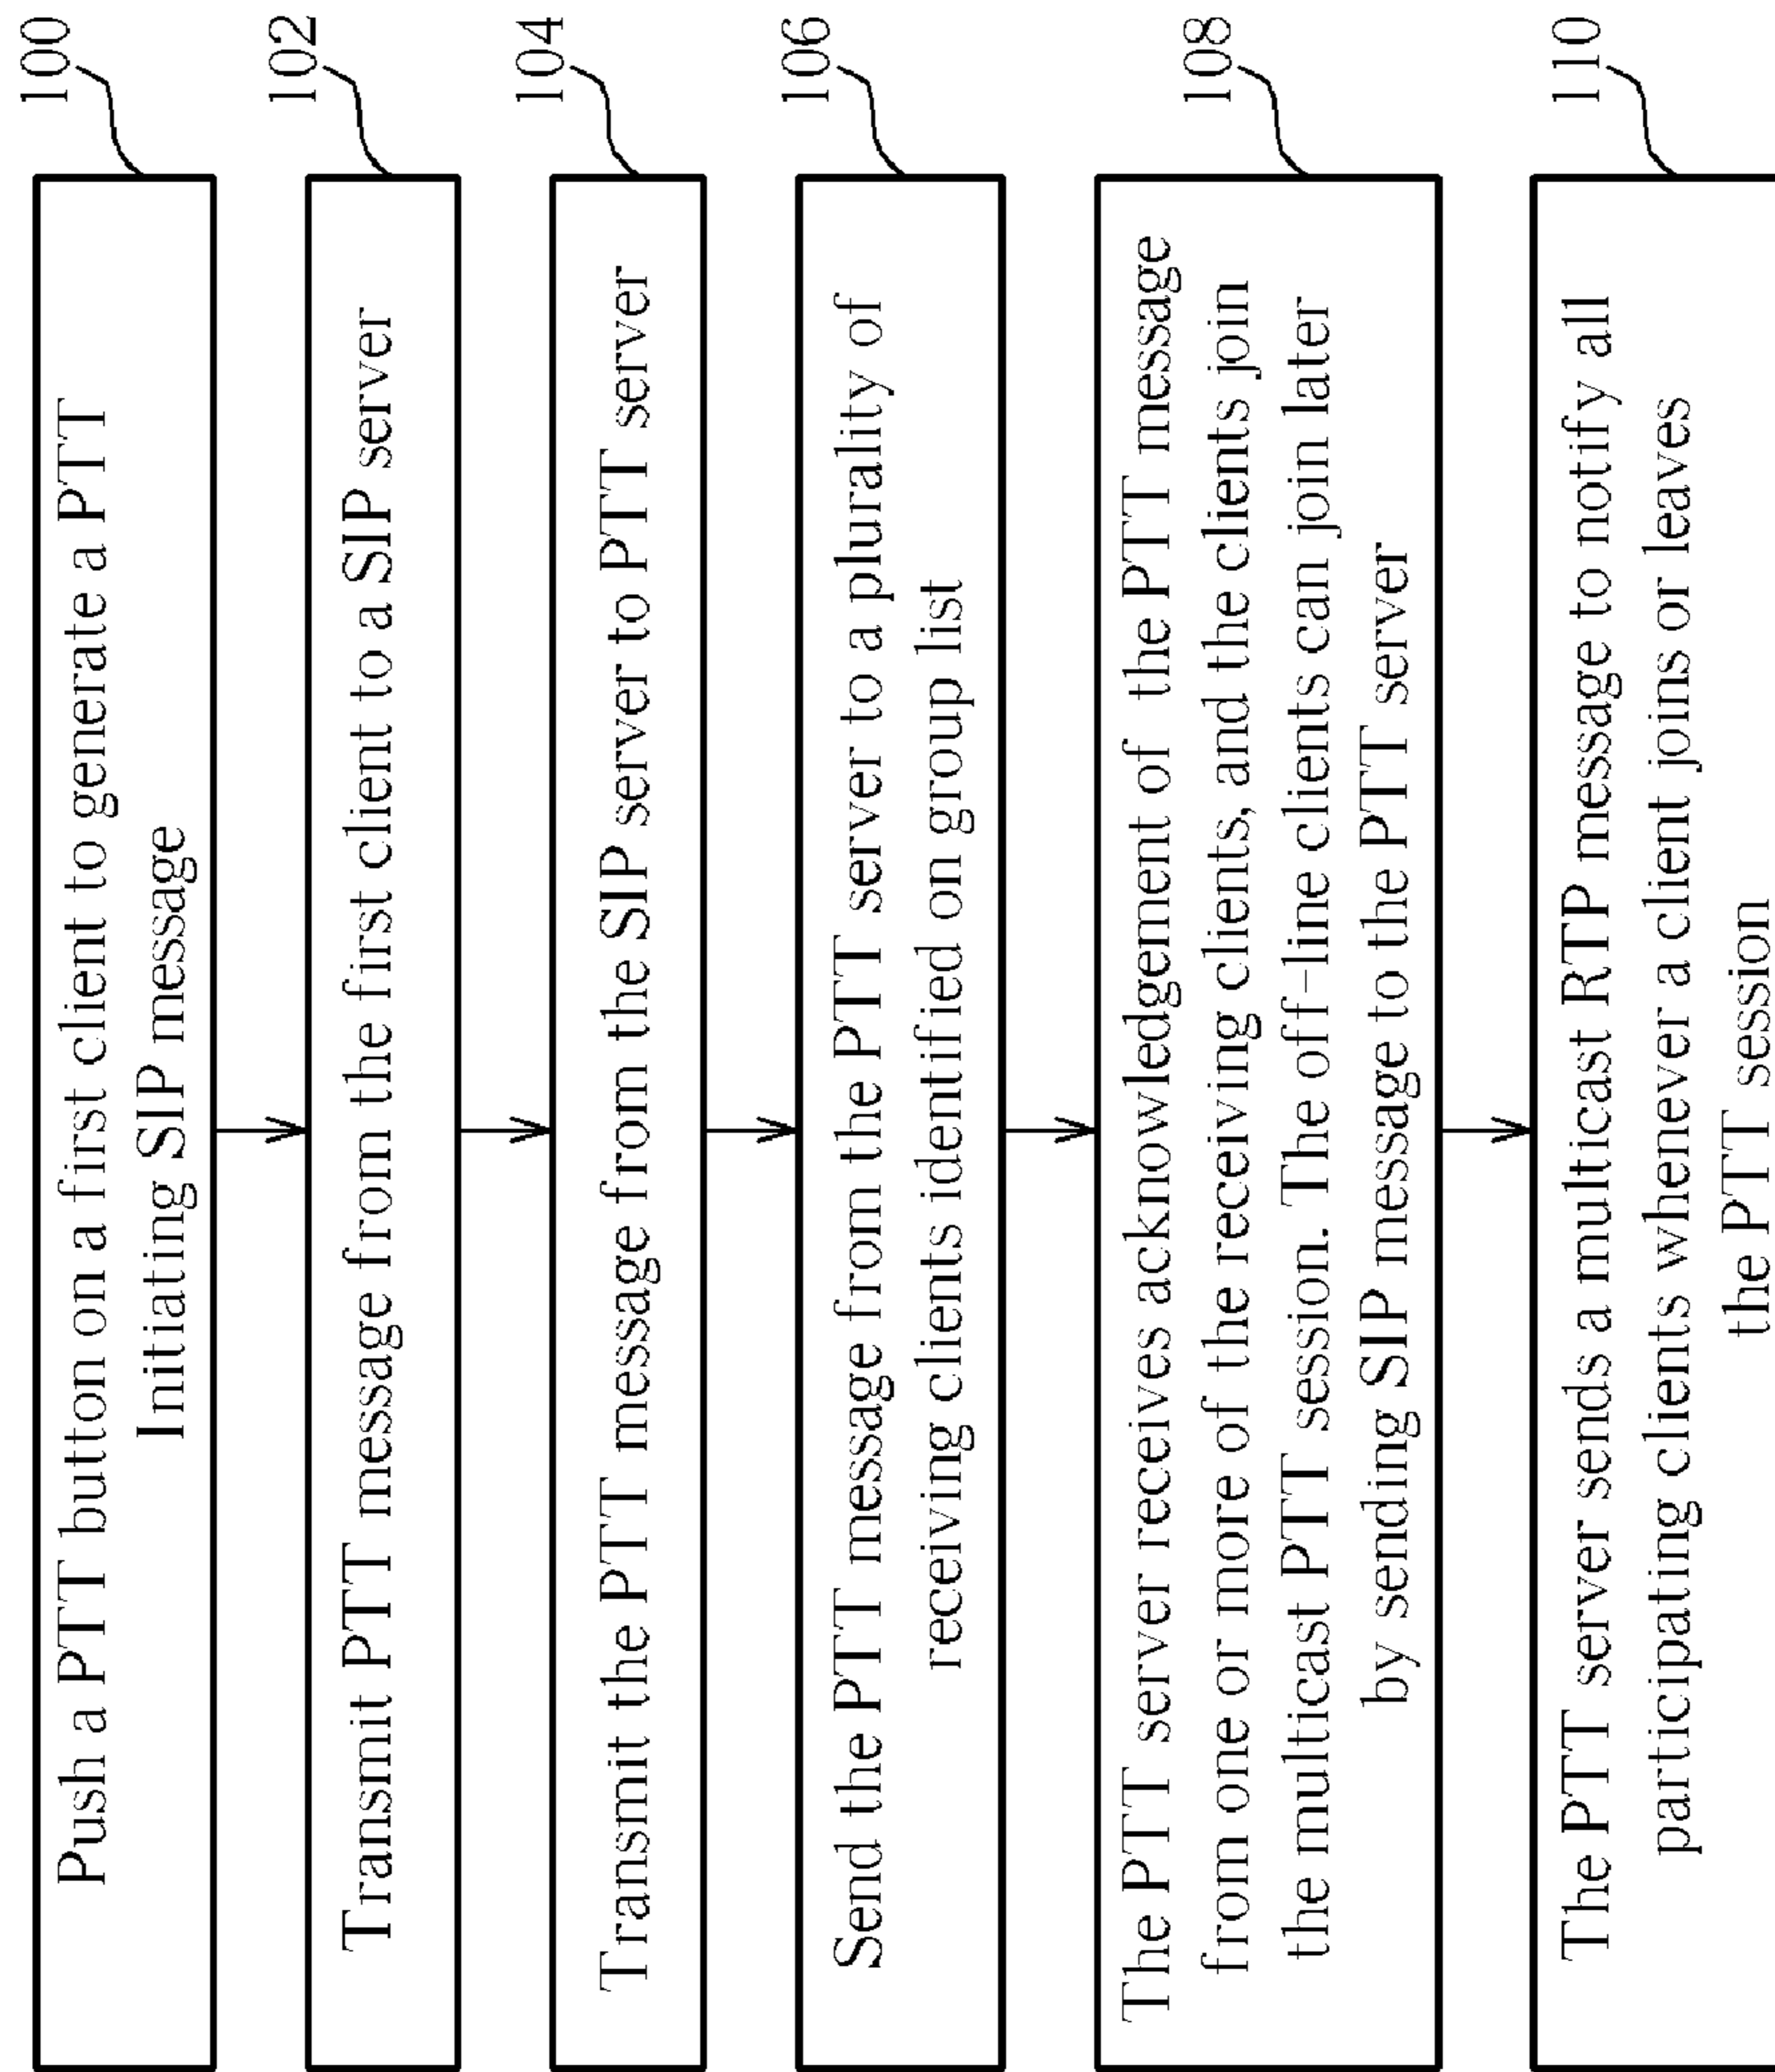 100
Push a PTT button on a first client to generate a PTT
Initiating SIP message
102
Transmit PTT message from the first client to a SIP server
104
Transmit the PTT message from the SIP server to PTT server
106
Send the PTT message from the PTT server to a plurality of
receiving clients identified on group list
108
The PTT server receives acknowledgement of the PTT message
from one or more of the receiving clients, and the clients join
the multicast PTT session. The off-line clients can join later
by sending SIP message to the PTT server
110
The PTT server sends a multicast RTP message to notify all
participating clients whenever a client joins or leaves
the PTT session